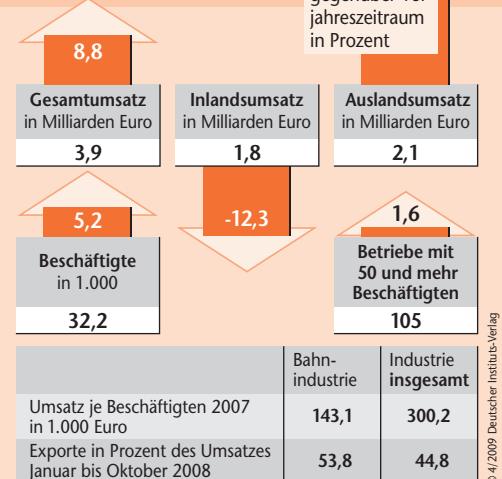 jahreszeitraum
in Prozent
8,8
Gesamtumsatz
in Milliarden Euro
3,9
Inlandsumsatz
in Milliarden Euro
1,8
Auslandsumsatz
in Milliarden Euro
2,1
5,2
Beschäftigte
in 1.000
32,2
-12,3
1,6
Betriebe mit
50 und mehr
Beschäftigten
105
Bahn-
industrie
Industrie
insgesamt
Umsatz je Beschäftigten 2007
in 1.000 Euro
143,1
300,2
Exporte in Prozent des Umsatzes
Januar bis Oktober 2008
53,8
44,8
4/2009 Deutscher Instituts-Verlag